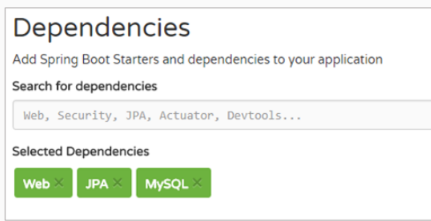 Dependencies
Add Spring Boot Starters and dependencies to your application
Search for dependencies
Web, Security, JPA, Actuator, Devtools...
Selected Dependencies
Web × JPA × MySQL ×